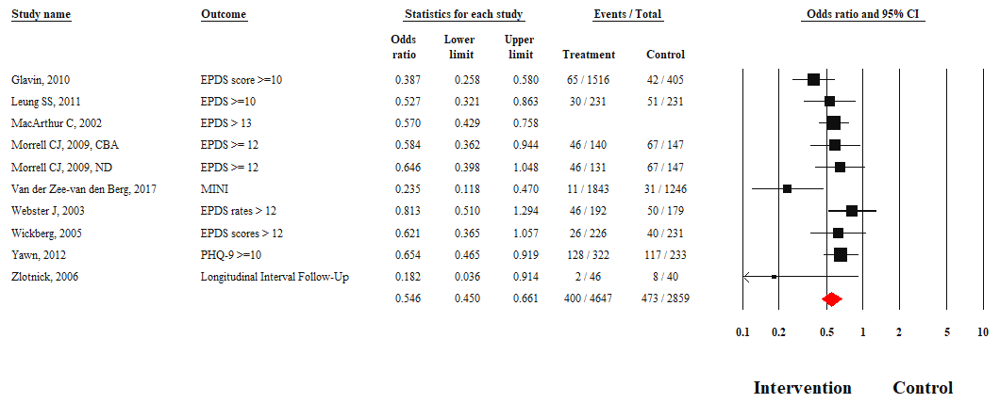 Study name Outcome Statistics for each study Events / Total Odds ratio and 95% CI
Odds ratio Lower limit Upper limit Treatment Control
Glavin, 2010 EPDS score >=10 0.387 0.258 0.580 65 / 1516 42 / 405
Leung SS, 2011 EPDS >=10 0.527 0.321 0.863 30 / 231 51 / 231
MacArthur C, 2002 EPDS > 13 0.570 0.429 0.758
Morrell CJ, 2009, CBA EPDS >= 12 0.584 0.362 0.944 46 / 140 67 / 147
Morrell CJ, 2009, ND EPDS >= 12 0.646 0.398 1.048 46 / 131 67 / 147
Van der Zee-van den Berg, 2017 MINI 0.235 0.118 0.470 11 / 1843 31 / 1246
Webster J, 2003 EPDS rates > 12 0.813 0.510 1.294 46 / 192 50 / 179
Wickberg, 2005 EPDS scores > 12 0.621 0.365 1.057 26 / 226 40 / 231
Yawn, 2012 PHQ-9 >=10 0.654 0.465 0.919 128 / 322 117 / 233
Zlotnick, 2006 Longitudinal Interval Follow-Up 0.182 0.036 0.914 2 / 46 8 / 40
0.546 0.450 0.661 400 / 4647 473 / 2859
0.1 0.2 0.5 1 2 5 10
Intervention Control